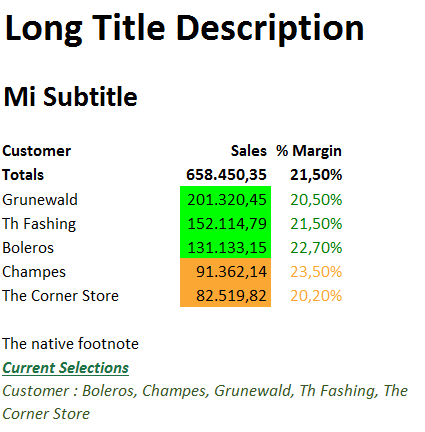 Long Title Description
Mi Subtitle
Customer Sales % Margin
Totals 658.450,35 21,50%
Grunewald 201.320,45 20,50%
Th Fashing 152.114,79 21,50%
Boleros 131.133,15 22,70%
Champes 91.362,14 23,50%
The Corner Store 82.519,82 20,20%
The native footnote
Current Selections
Customer : Boleros, Champes, Grunewald, Th Fashing, The
Corner Store